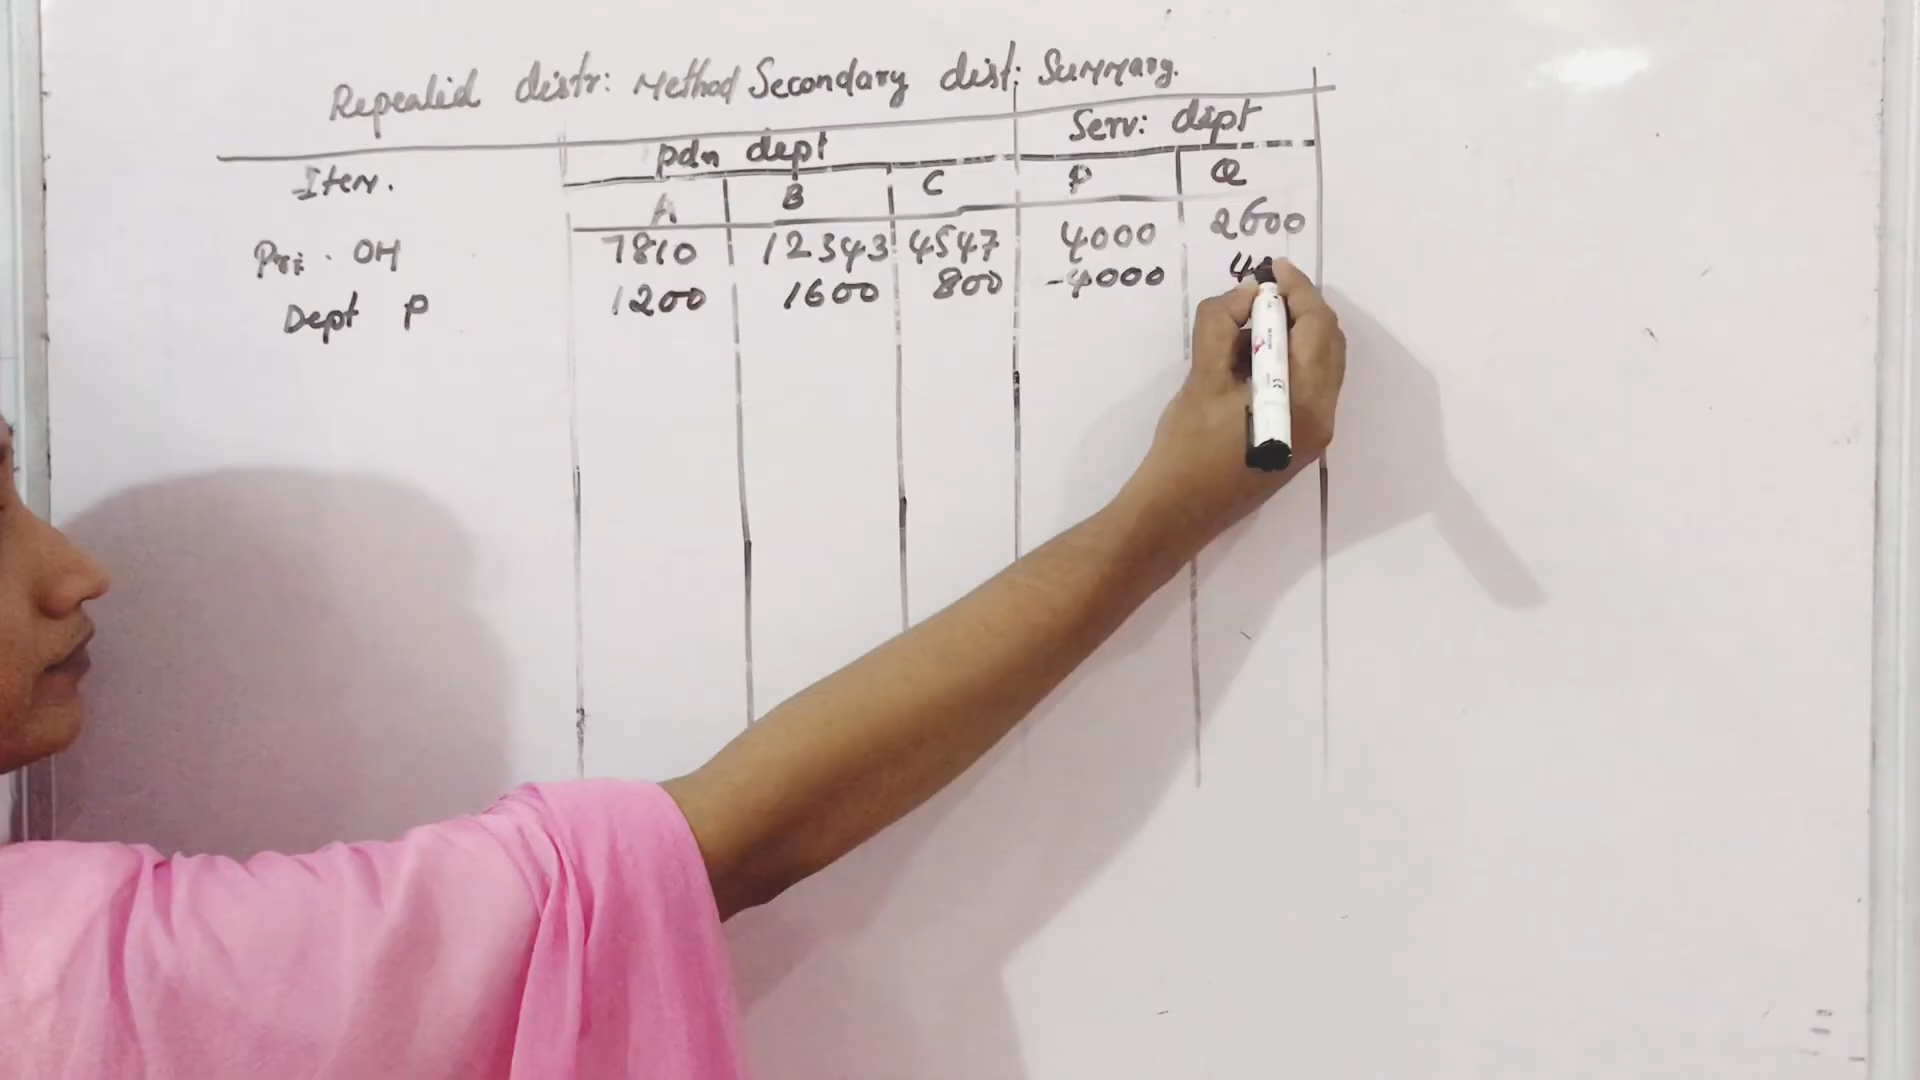 Repealid distr: Method Secondary dist: Summary.
Item. pdn dept Serv: dept
A B C P Q
Pri. OH 7810 12343 4547 4000 2600
Dept P 1200 1600 800 -4000 40